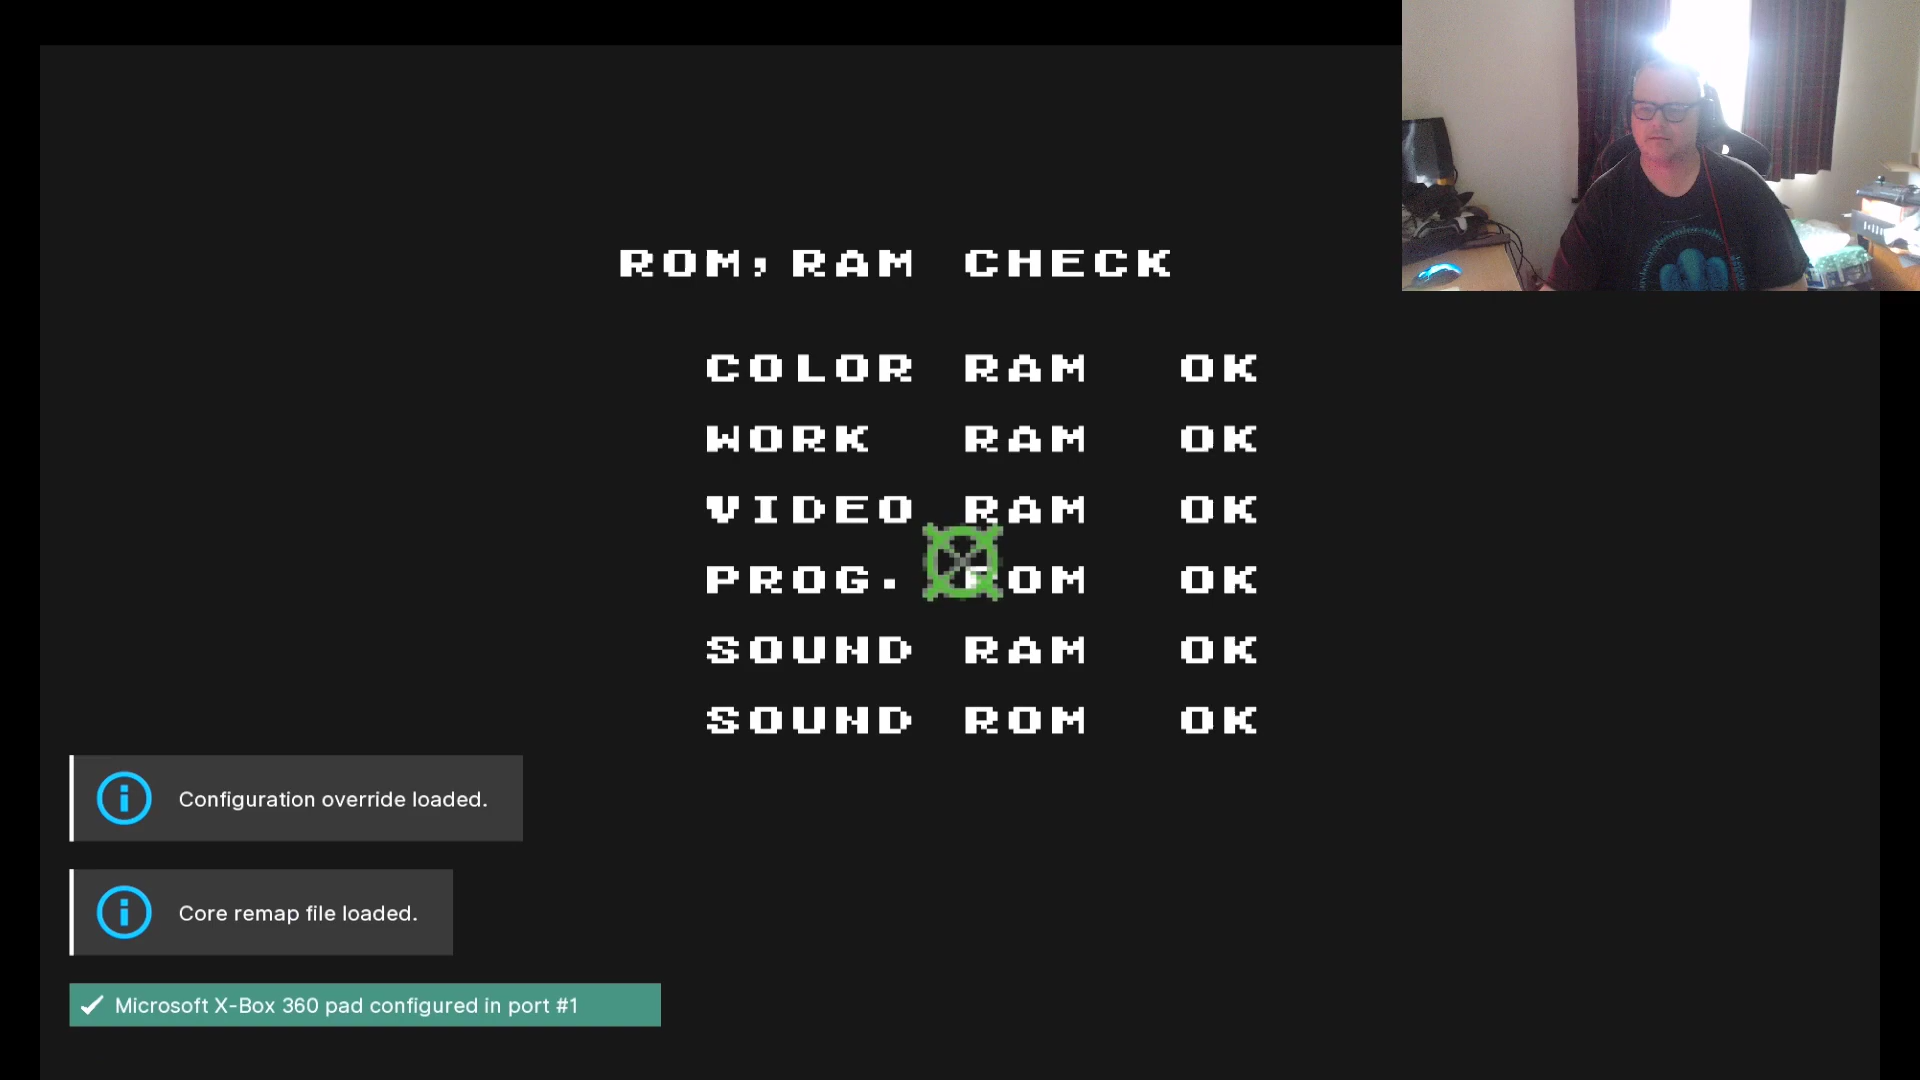 ROM,RAM CHECK
COLOR RAM OK
WORK RAM OK
VIDEO RAM OK
PROG. ROM OK
SOUND RAM OK
SOUND ROM OK
Configuration override loaded.
Core remap file loaded.
Microsoft X-Box 360 pad configured in port #1